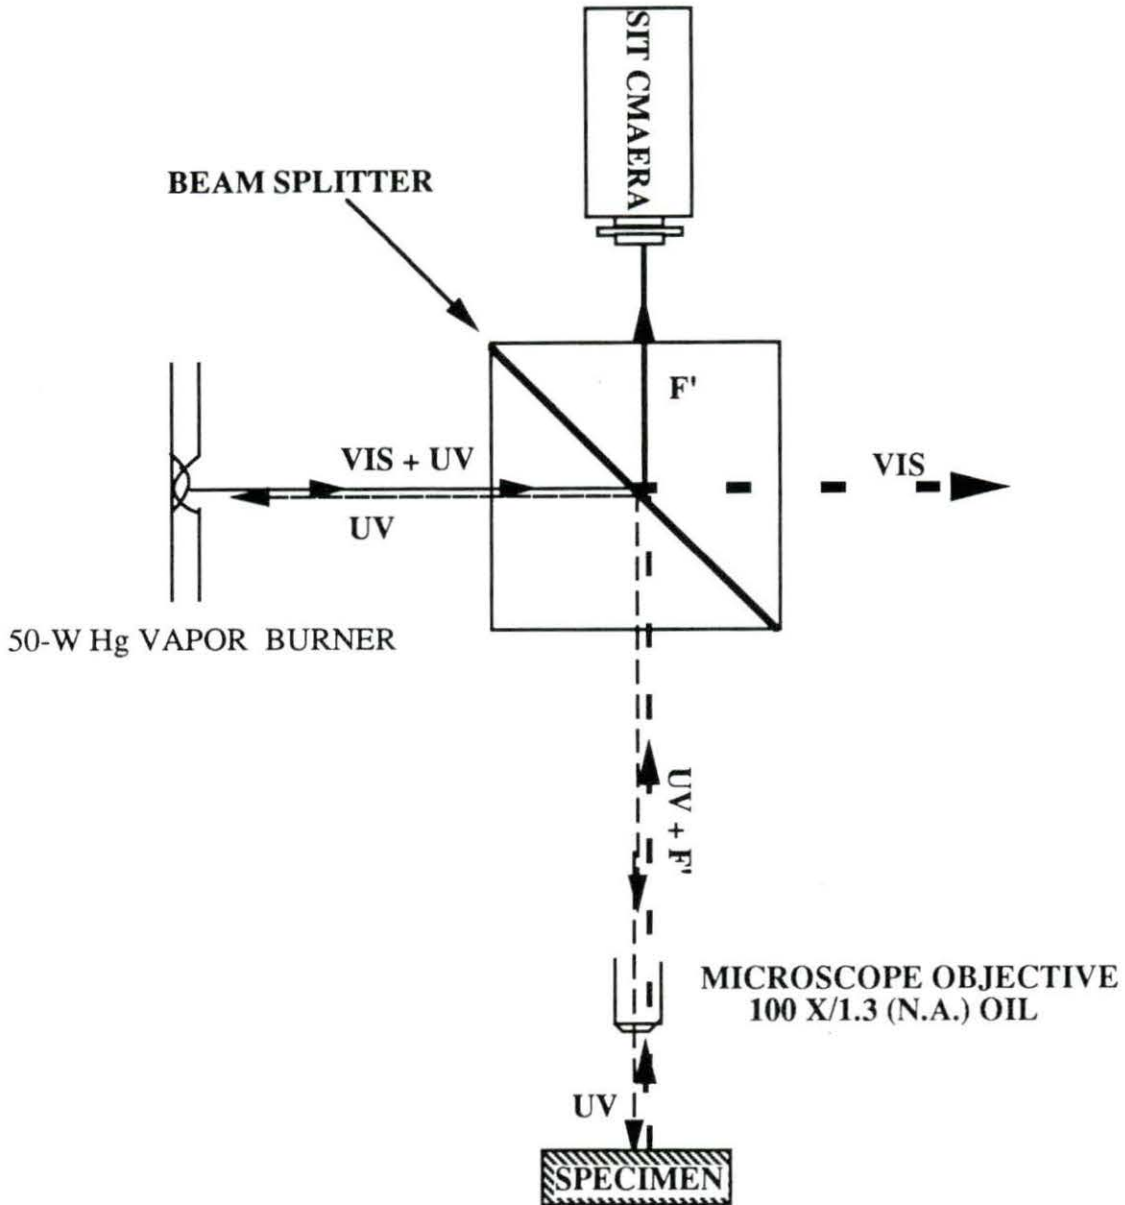 SIT CMAERA
BEAM SPLITTER
F'
VIS + UV
VIS
UV
50-W Hg VAPOR BURNER
UV + F'
MICROSCOPE OBJECTIVE
100 X/1.3 (N.A.) OIL
UV
SPECIMEN